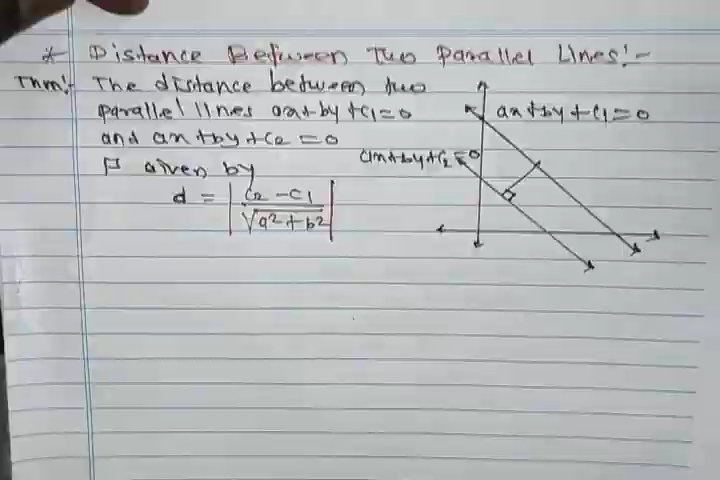 * Distance Between Two Parallel Lines:-
Thm:- The distance between two
parallel lines ax+by+c₁=0
and ax+by+c₂=0
is given by
d = | c₂-c₁ / √a²+b² |
ax+by+c₁=0
ax+by+c₂=0